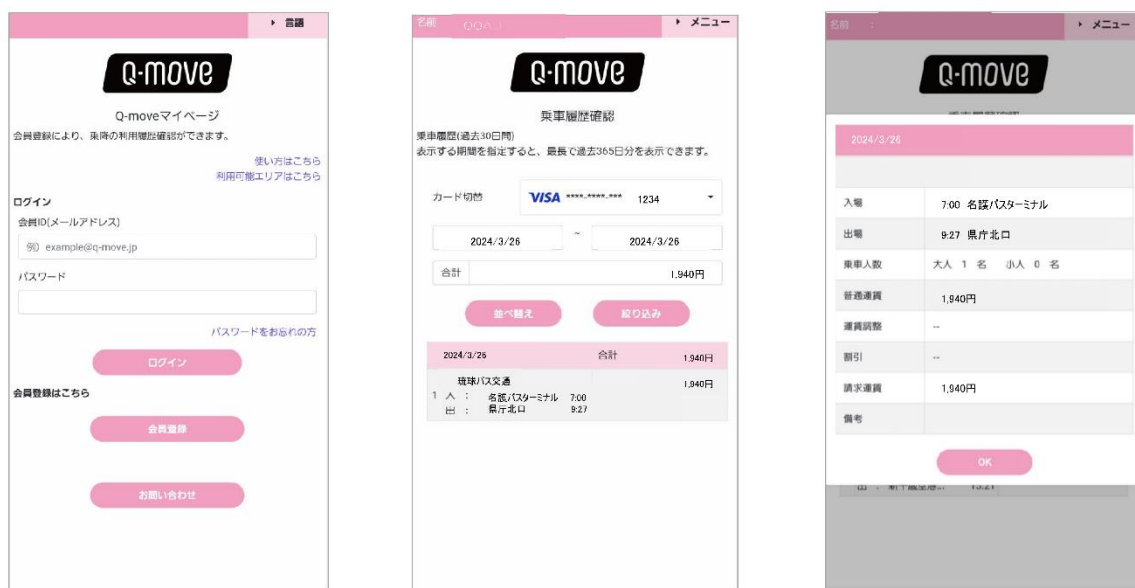 ▶ 言語
Q-move
Q-moveマイページ
会員登録により、乗降の利用履歴確認ができます。
使い方はこちら
利用可能エリアはこちら
ログイン
会員ID(メールアドレス)
例）example@q-move.jp
パスワード
パスワードをお忘れの方
ログイン
会員登録はこちら
会員登録
お問い合わせ
名前
▶ メニュー
Q-move
乗車履歴確認
乗車履歴(過去30日間)
表示する期間を指定すると、最長で過去365日分を表示できます。
カード切替 VISA ****-****-*** 1234
2024/3/26 ~ 2024/3/26
合計 1,940円
並べ替え 絞り込み
2024/3/26 合計 1,940円
琉球バス交通 1,940円
1 入 : 名護バスターミナル 7:00
出 : 県庁北口 9:27
名前 :
▶ メニュー
Q-move
2024/3/26
入場 7:00 名護バスターミナル
出場 9:27 県庁北口
乗車人数 大人 1 名 小人 0 名
普通運賃 1,940円
運賃調整 --
割引 --
請求運賃 1,940円
備考
OK